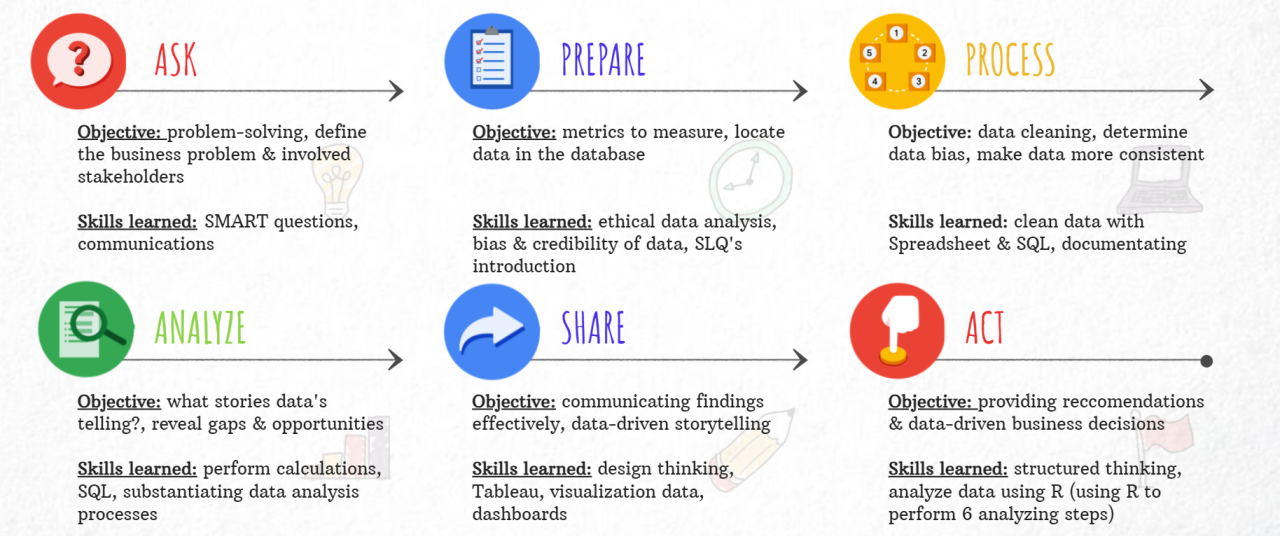 ASK
Objective: problem-solving, define
the business problem & involved
stakeholders
Skills learned: SMART questions,
communications
PREPARE
Objective: metrics to measure, locate
data in the database
Skills learned: ethical data analysis,
bias & credibility of data, SLQ's
introduction
1
2
3
4
5
PROCESS
Objective: data cleaning, determine
data bias, make data more consistent
Skills learned: clean data with
Spreadsheet & SQL, documentating
ANALYZE
Objective: what stories data's
telling?, reveal gaps & opportunities
Skills learned: perform calculations,
SQL, substantiating data analysis
processes
SHARE
Objective: communicating findings
effectively, data-driven storytelling
Skills learned: design thinking,
Tableau, visualization data,
dashboards
ACT
Objective: providing reccomendations
& data-driven business decisions
Skills learned: structured thinking,
analyze data using R (using R to
perform 6 analyzing steps)